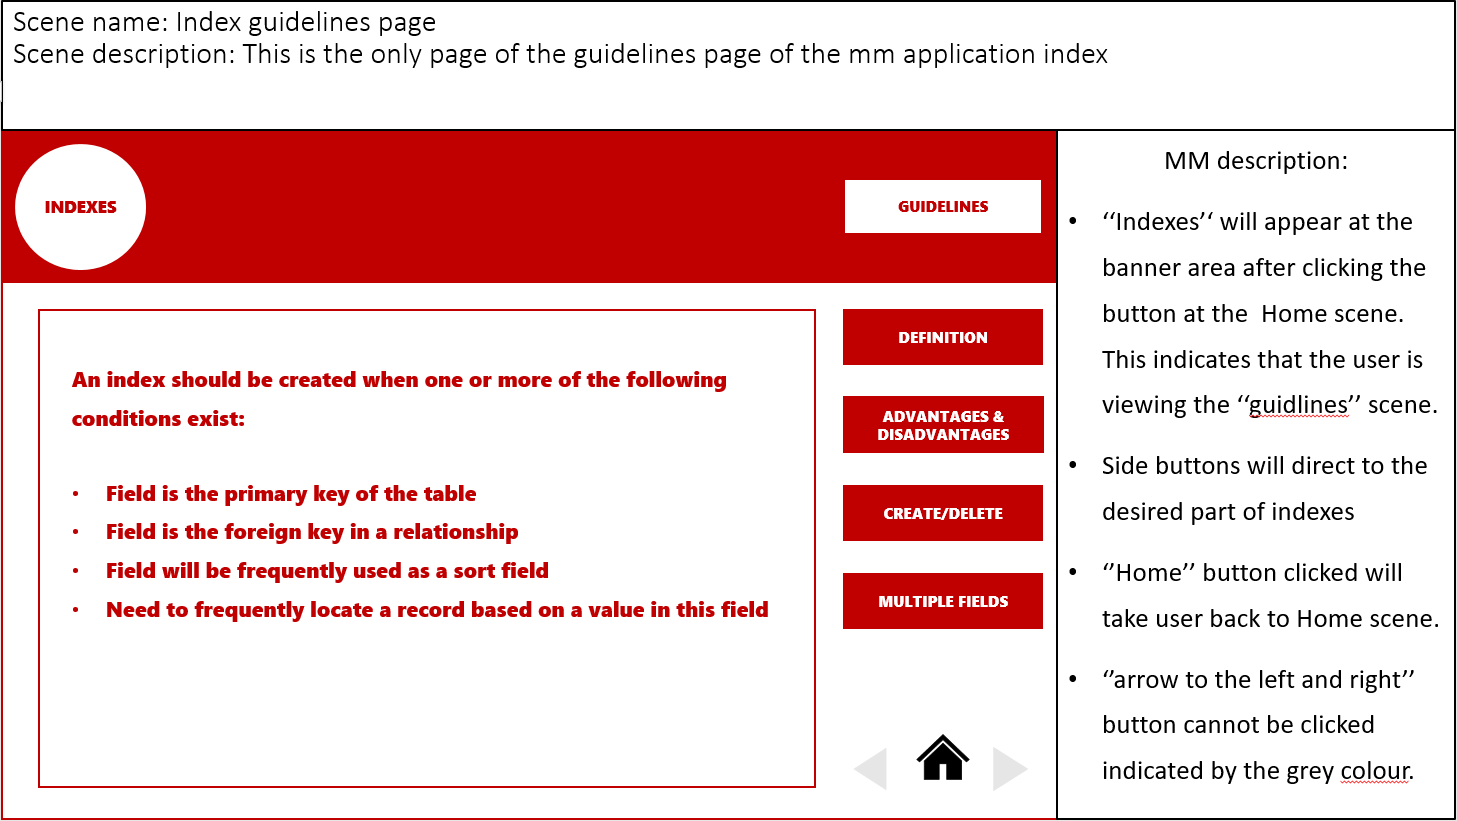 Scene name: Index guidelines page
Scene description: This is the only page of the guidelines page of the mm application index
INDEXES
GUIDELINES
An index should be created when one or more of the following
conditions exist:
• Field is the primary key of the table
• Field is the foreign key in a relationship
• Field will be frequently used as a sort field
• Need to frequently locate a record based on a value in this field
DEFINITION
ADVANTAGES &
DISADVANTAGES
CREATE/DELETE
MULTIPLE FIELDS
MM description:
• ‘‘Indexes’‘ will appear at the
banner area after clicking the
button at the  Home scene.
This indicates that the user is
viewing the ‘‘guidlines’’ scene.
• Side buttons will direct to the
desired part of indexes
• ‘’Home’’ button clicked will
take user back to Home scene.
• ‘’arrow to the left and right’’
button cannot be clicked
indicated by the grey colour.